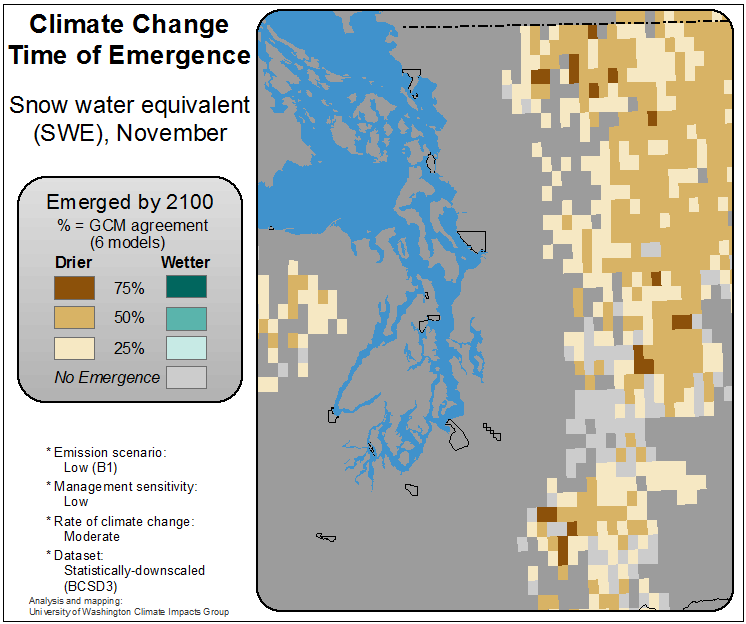 Climate Change
Time of Emergence
Snow water equivalent
(SWE), November
Emerged by 2100
% = GCM agreement
(6 models)
Drier Wetter
75%
50%
25%
No Emergence
* Emission scenario:
Low (B1)
* Management sensitivity:
Low
* Rate of climate change:
Moderate
* Dataset:
Statistically-downscaled
(BCSD3)
Analysis and mapping:
University of Washington Climate Impacts Group